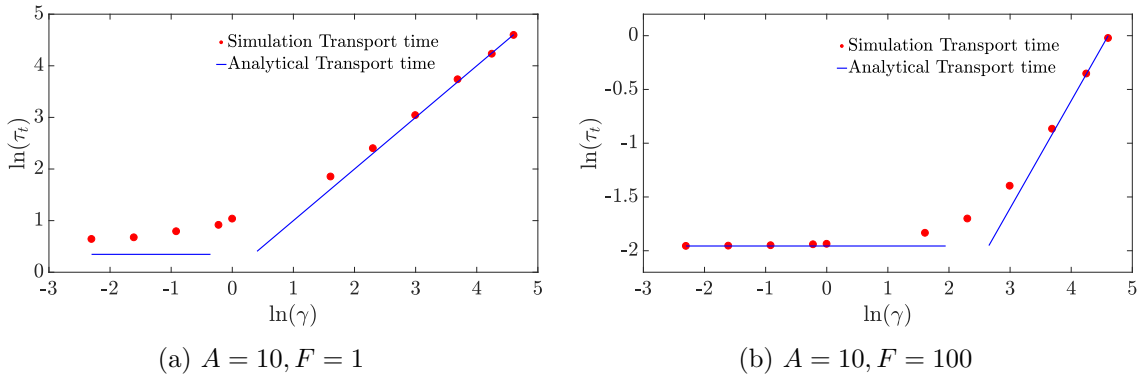 5
4
3
2
1
0
ln(τt)
Simulation Transport time
Analytical Transport time
-3 -2 -1 0 1 2 3 4 5
ln(γ)
(a) A = 10, F = 1
0
-0.5
-1
-1.5
-2
ln(τt)
Simulation Transport time
Analytical Transport time
-3 -2 -1 0 1 2 3 4 5
ln(γ)
(b) A = 10, F = 100